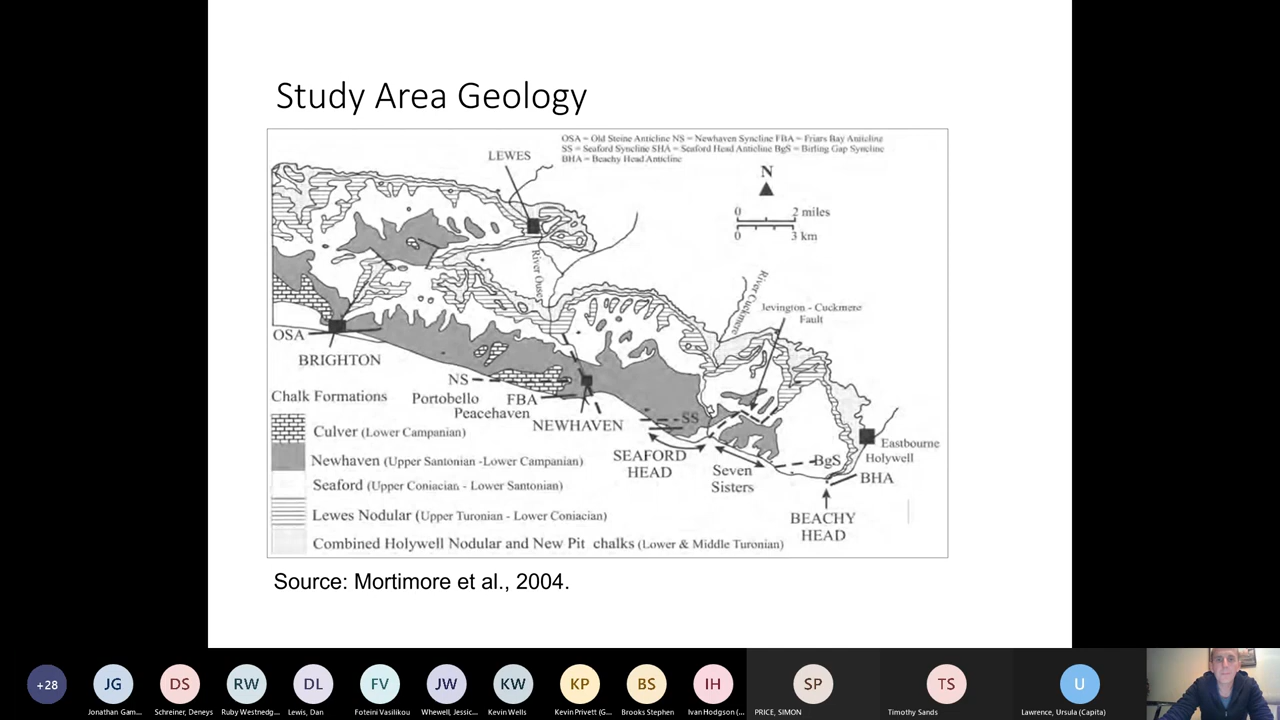 Study Area Geology
OSA = Old Steine Anticline NS = Newhaven Syncline FBA = Friars Bay Anticline
SS = Seaford Syncline SHA = Seaford Head Anticline BgS = Birling Gap Syncline
BHA = Beachy Head Anticline
LEWES
N
0 2 miles
0 3 km
River Ouse
River Cuckmere
Jevington - Cuckmere
Fault
OSA
BRIGHTON
NS
Portobello
FBA
Peacehaven
NEWHAVEN
SS
SEAFORD
HEAD
Seven
Sisters
BgS
Eastbourne
Holywell
BHA
BEACHY
HEAD
Chalk Formations
Culver (Lower Campanian)
Newhaven (Upper Santonian -Lower Campanian)
Seaford (Upper Coniacian - Lower Santonian)
Lewes Nodular (Upper Turonian - Lower Coniacian)
Combined Holywell Nodular and New Pit chalks (Lower & Middle Turonian)
Source: Mortimore et al., 2004.
+28
JG
DS
RW
DL
FV
JW
KW
KP
BS
IH
SP
TS
U
Jonathan Gam...
Schreiner, Deneys
Ruby Westnedg...
Lewis, Dan
Foteini Vasilikou
Whewell, Jessic...
Kevin Wells
Kevin Privett (G...
Brooks Stephen
Ivan Hodgson (...
PRICE, SIMON
Timothy Sands
Lawrence, Ursula (Capita)